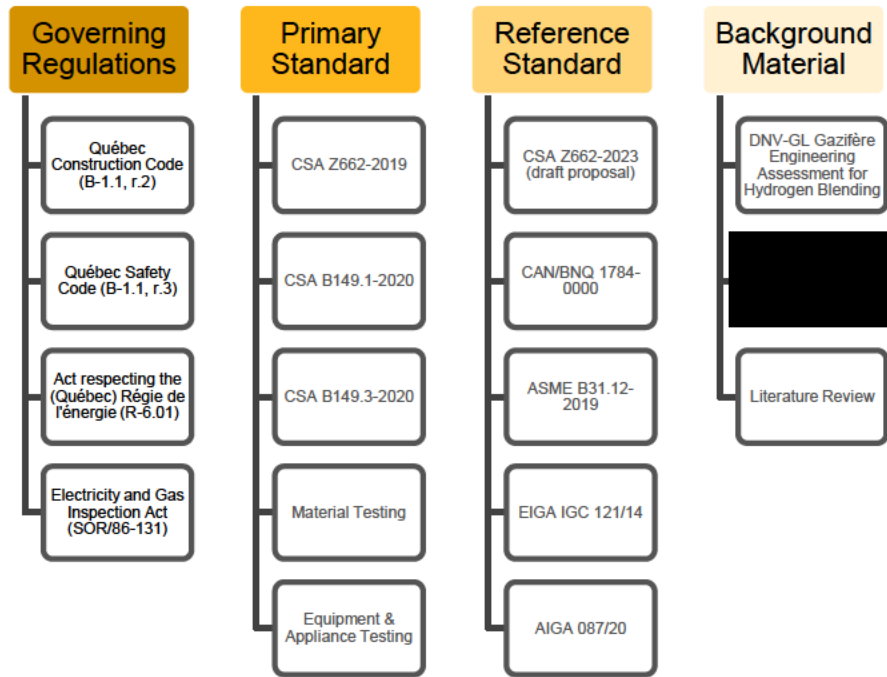 Governing
Regulations
Québec
Construction Code
(B-1.1, r.2)
Québec Safety
Code (B-1.1, r.3)
Act respecting the
(Québec) Régie de
l'énergie (R-6.01)
Electricity and Gas
Inspection Act
(SOR/86-131)
Primary
Standard
CSA Z662-2019
CSA B149.1-2020
CSA B149.3-2020
Material Testing
Equipment &
Appliance Testing
Reference
Standard
CSA Z662-2023
(draft proposal)
CAN/BNQ 1784-
0000
ASME B31.12-
2019
EIGA IGC 121/14
AIGA 087/20
Background
Material
DNV-GL Gazifère
Engineering
Assessment for
Hydrogen Blending
Literature Review